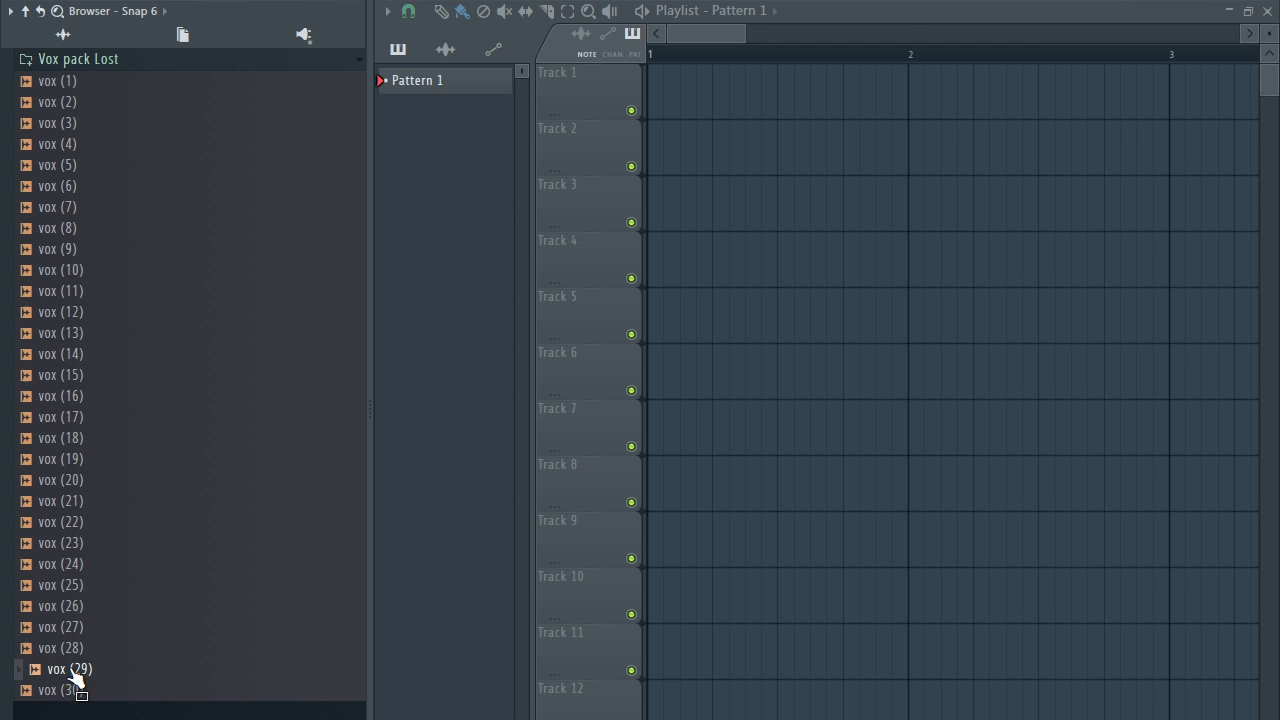 Browser - Snap 6
Playlist - Pattern 1
NOTE CHAN PAT
1 2 3
Vox pack Lost
vox (1)
vox (2)
vox (3)
vox (4)
vox (5)
vox (6)
vox (7)
vox (8)
vox (9)
vox (10)
vox (11)
vox (12)
vox (13)
vox (14)
vox (15)
vox (16)
vox (17)
vox (18)
vox (19)
vox (20)
vox (21)
vox (22)
vox (23)
vox (24)
vox (25)
vox (26)
vox (27)
vox (28)
vox (29)
vox
Pattern 1
Track 1
Track 2
Track 3
Track 4
Track 5
Track 6
Track 7
Track 8
Track 9
Track 10
Track 11
Track 12